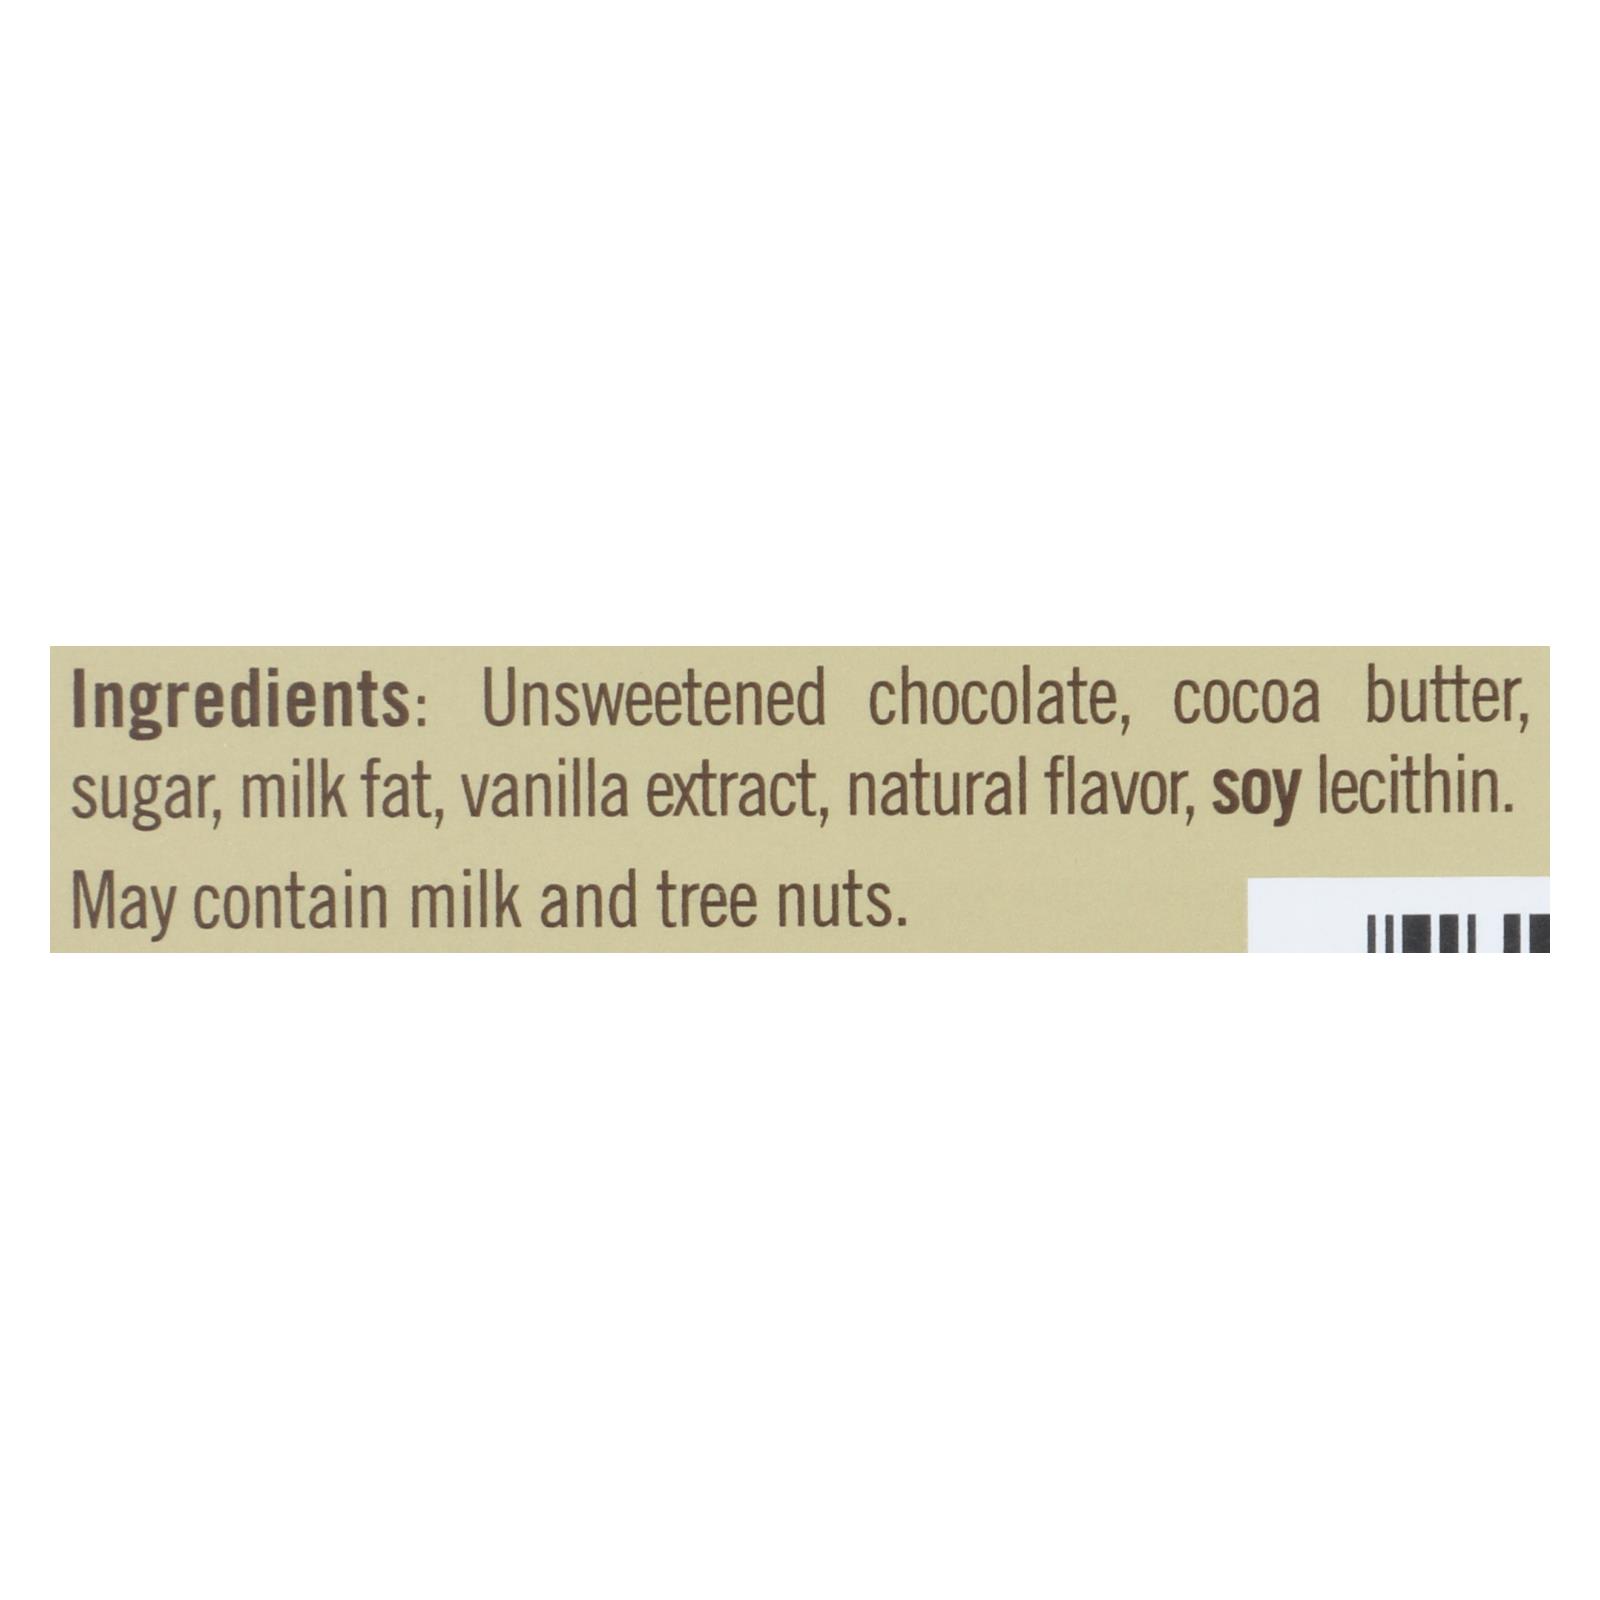 Ingredients: Unsweetened chocolate, cocoa butter,
sugar, milk fat, vanilla extract, natural flavor, soy lecithin.
May contain milk and tree nuts.